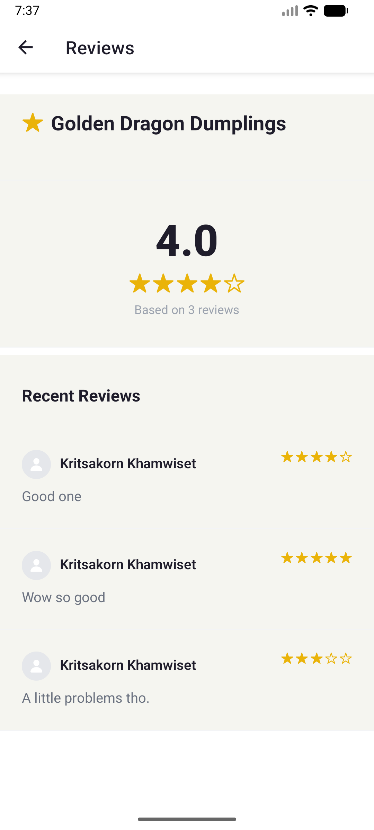 7:37
Reviews
Golden Dragon Dumplings
4.0
Based on 3 reviews
Recent Reviews
Kritsakorn Khamwiset
Good one
Kritsakorn Khamwiset
Wow so good
Kritsakorn Khamwiset
A little problems tho.